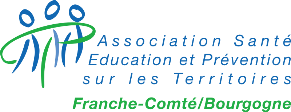 Association Santé
Education et Prévention
sur les Territoires
Franche-Comté/Bourgogne